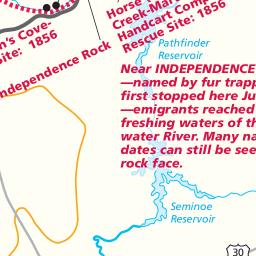 Horse
Creek-Mar
Handcart Comp
Rescue Site: 1856
n's Cove-
Site: 1856
Independence Rock
Pathfinder
Reservoir
Near INDEPENDENCE
—named by fur trapp
first stopped here Ju
—emigrants reached
freshing waters of th
water River. Many na
dates can still be see
rock face.
Seminoe
Reservoir
30